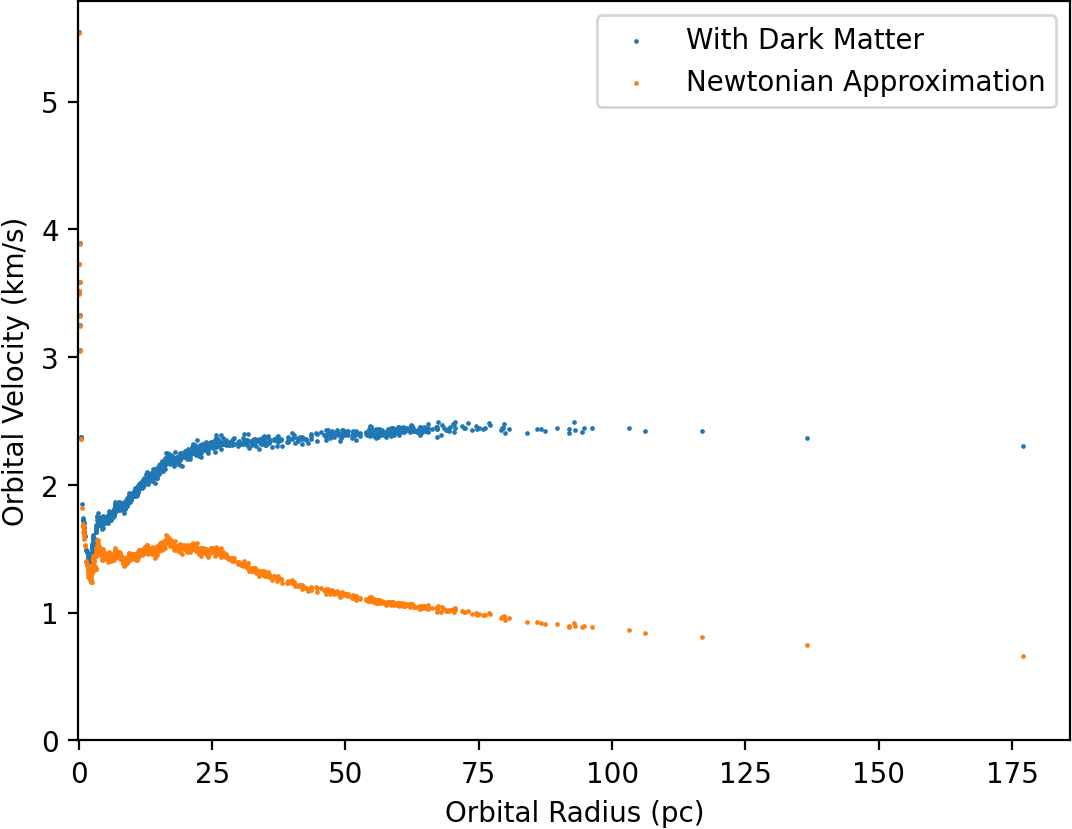 With Dark Matter
Newtonian Approximation
5
4
3
2
1
0
Orbital Velocity (km/s)
0 25 50 75 100 125 150 175
Orbital Radius (pc)